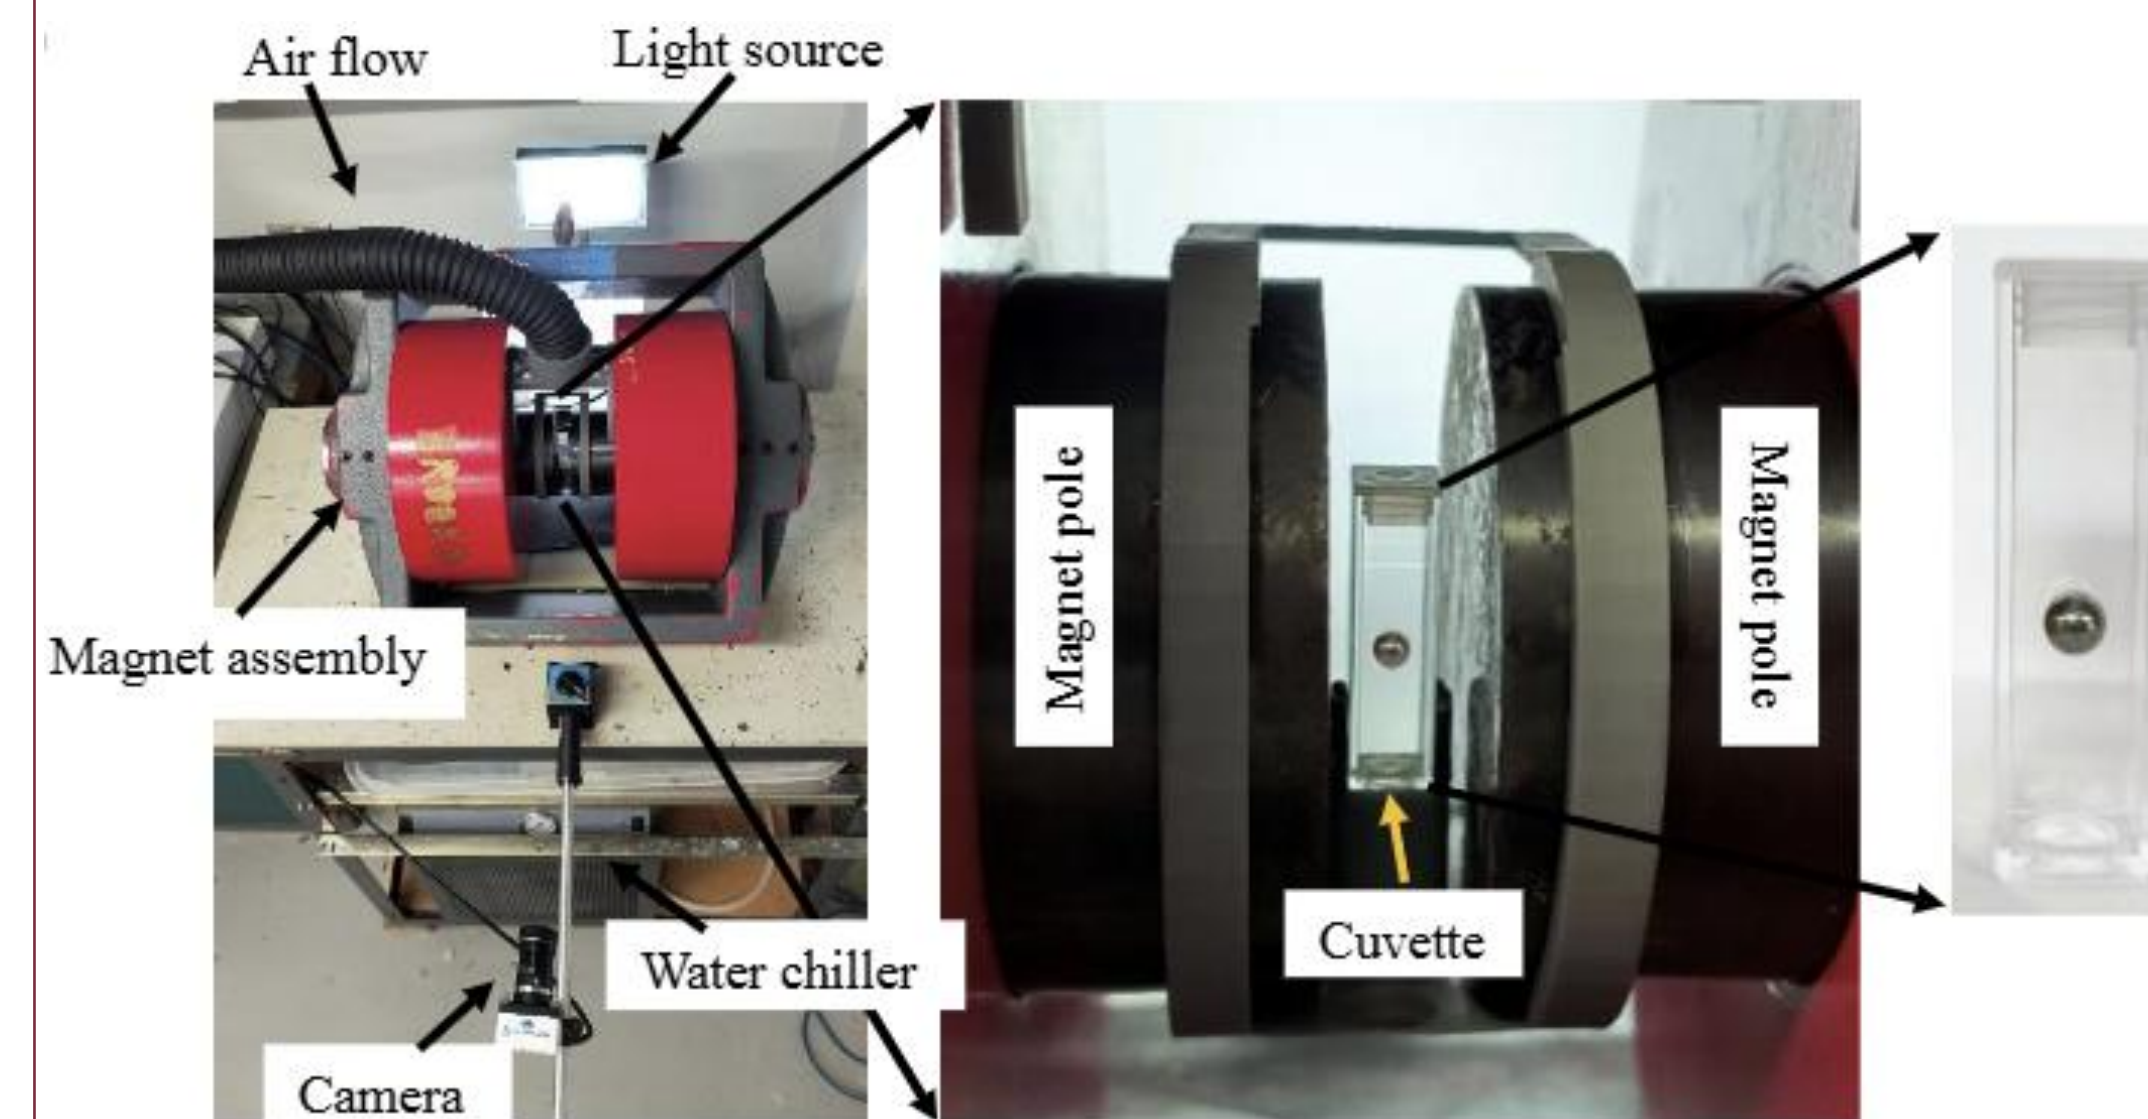 Air flow
Light source
Magnet assembly
Water chiller
Camera
Magnet pole
Magnet pole
Cuvette